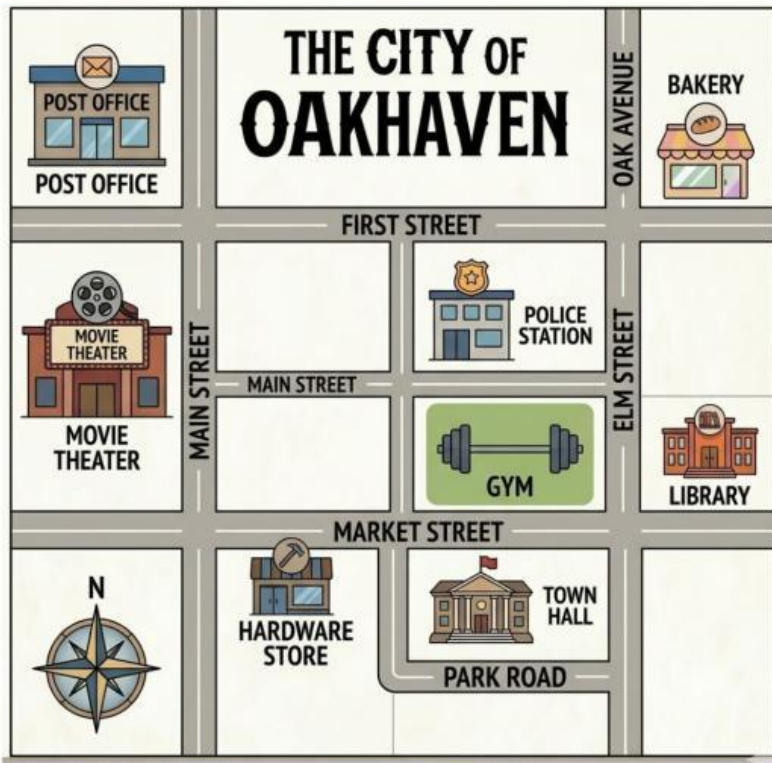 THE CITY OF
OAKHAVEN
POST OFFICE
POST OFFICE
OAK AVENUE
BAKERY
FIRST STREET
MOVIE
THEATER
MOVIE
THEATER
MAIN STREET
MAIN STREET
POLICE
STATION
ELM STREET
GYM
LIBRARY
MARKET STREET
N
HARDWARE
STORE
TOWN
HALL
PARK ROAD